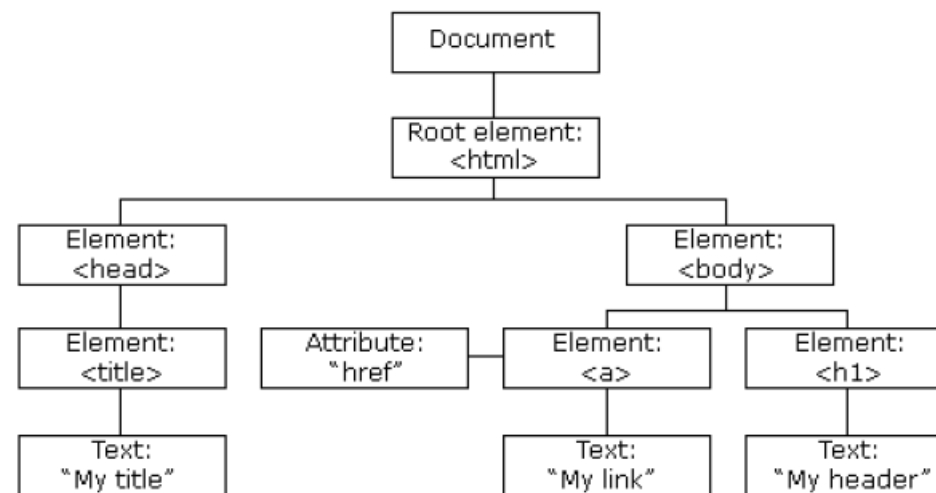 Document
Root element:
<html>
Element:
<head>
Element:
<body>
Element:
<title>
Attribute:
“href”
Element:
<a>
Element:
<h1>
Text:
“My title”
Text:
“My link”
Text:
“My header”